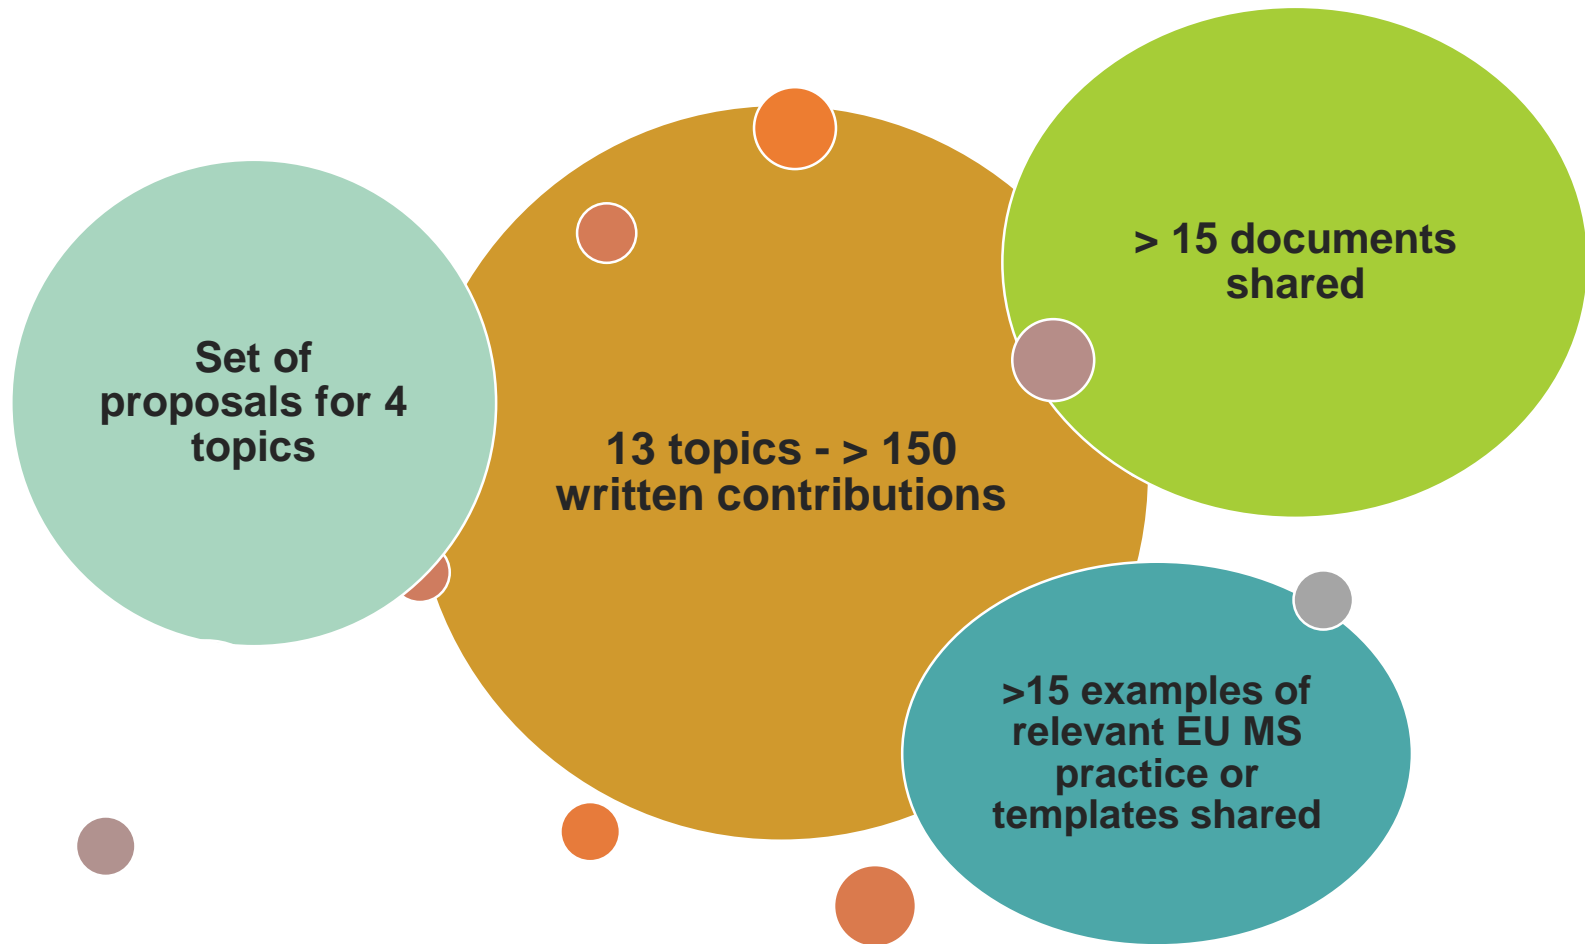 Set of
proposals for 4
topics
13 topics - > 150
written contributions
> 15 documents
shared
>15 examples of
relevant EU MS
practice or
templates shared